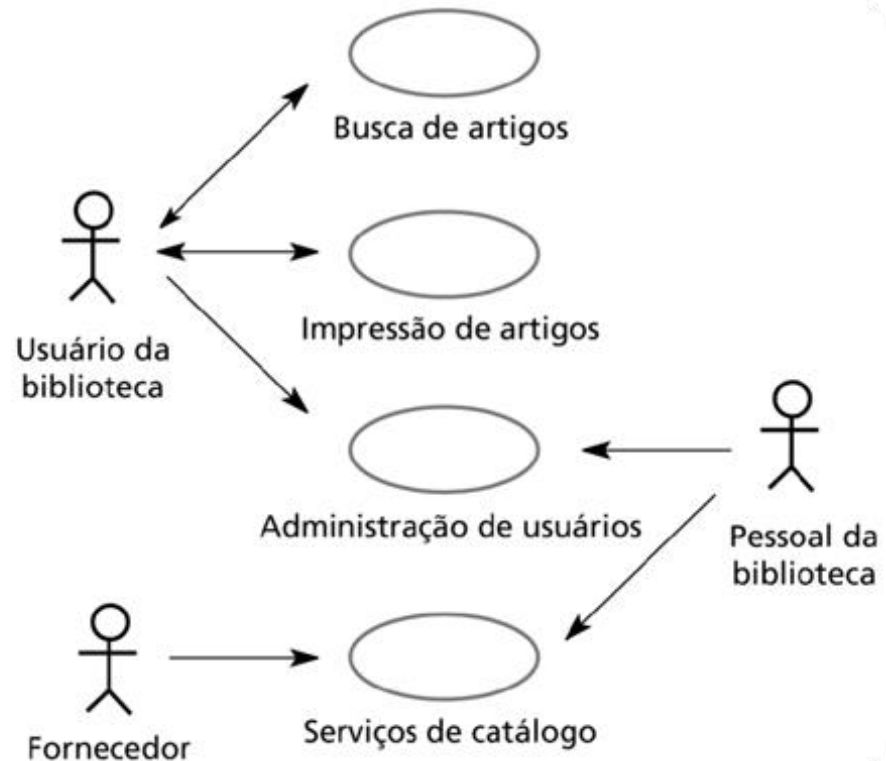 Busca de artigos
Impressão de artigos
Usuário da
biblioteca
Administração de usuários
Pessoal da
biblioteca
Serviços de catálogo
Fornecedor